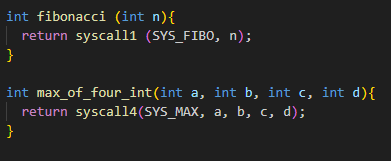 int fibonacci (int n){
  return syscall1 (SYS_FIBO, n);
}

int max_of_four_int(int a, int b, int c, int d){
  return syscall4(SYS_MAX, a, b, c, d);
}